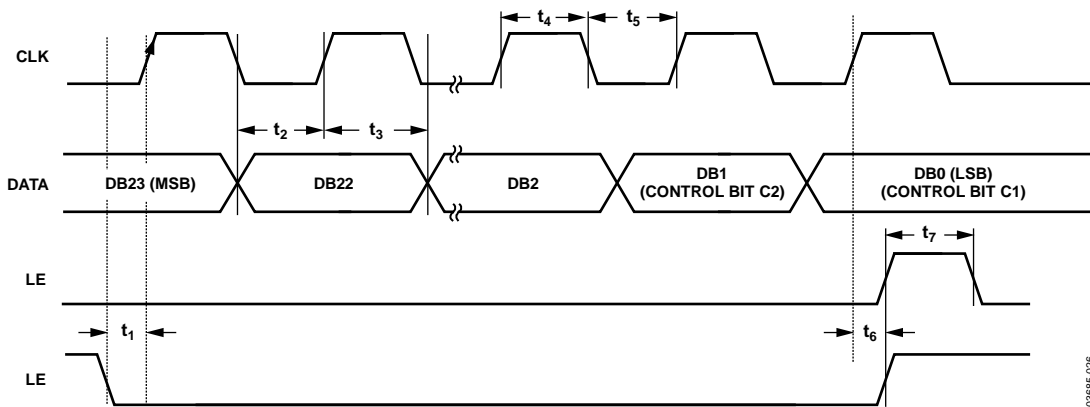 t4
t5
CLK
t2
t3
DATA
DB23 (MSB)
DB22
DB2
DB1
(CONTROL BIT C2)
DB0 (LSB)
(CONTROL BIT C1)
t7
LE
t1
t6
LE